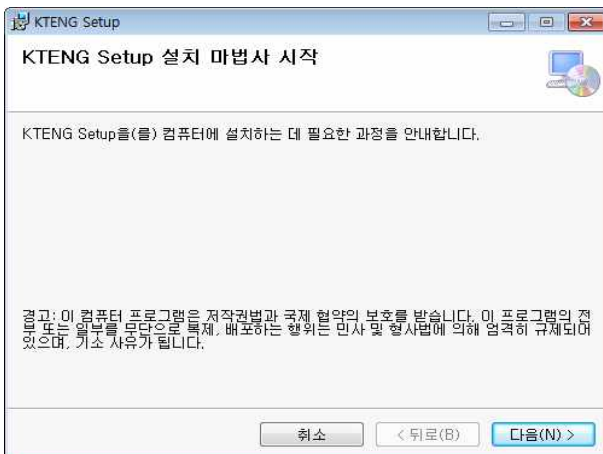 KTENG Setup
KTENG Setup 설치 마법사 시작
KTENG Setup을(를) 컴퓨터에 설치하는 데 필요한 과정을 안내합니다.
경고: 이 컴퓨터 프로그램은 저작권법과 국제 협약의 보호를 받습니다. 이 프로그램의 전
부 또는 일부를 무단으로 복제, 배포하는 행위는 민사 및 형사법에 의해 엄격히 규제되어
있으며, 기소 사유가 됩니다.
취소 < 뒤로(B) 다음(N) >